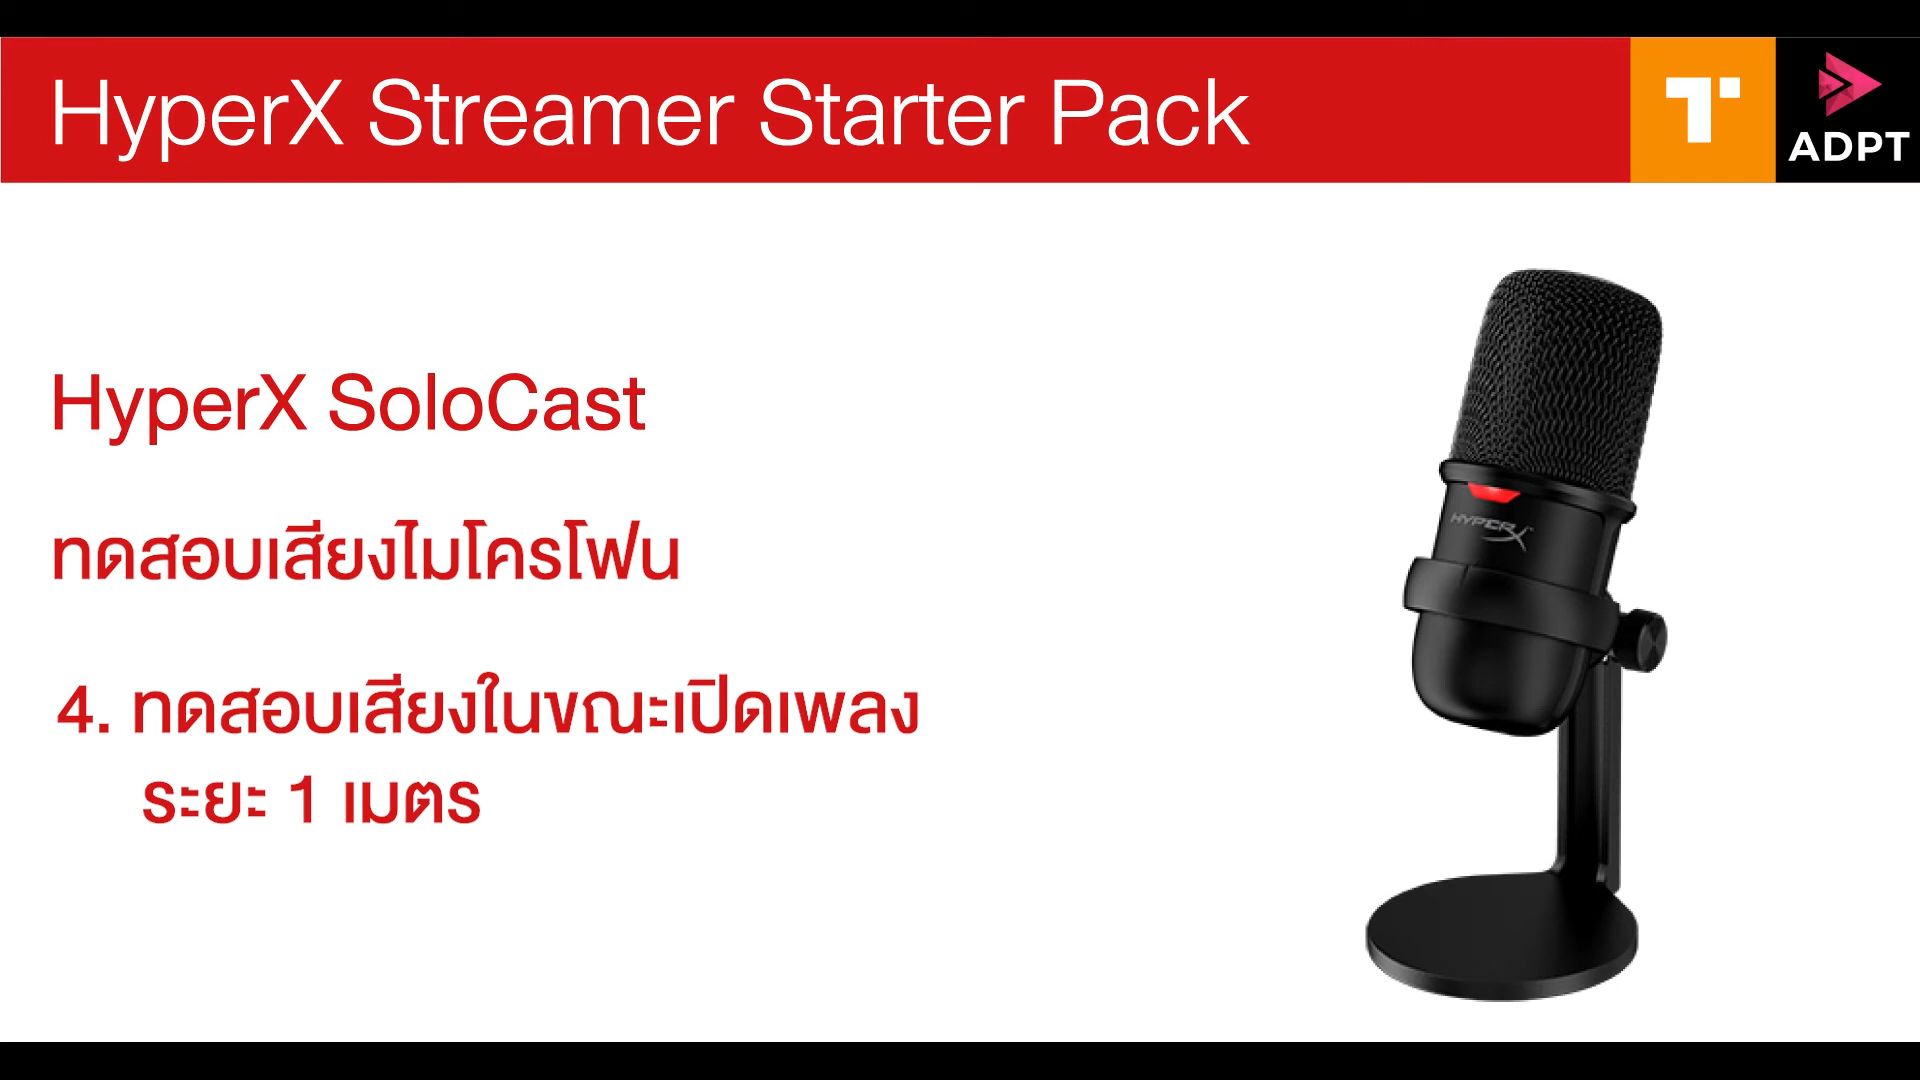 HyperX Streamer Starter Pack
ADPT
HyperX SoloCast
ทดสอบเสียงไมโครโฟน
4. ทดสอบเสียงในขณะเปิดเพลง
ระยะ 1 เมตร
HYPERX